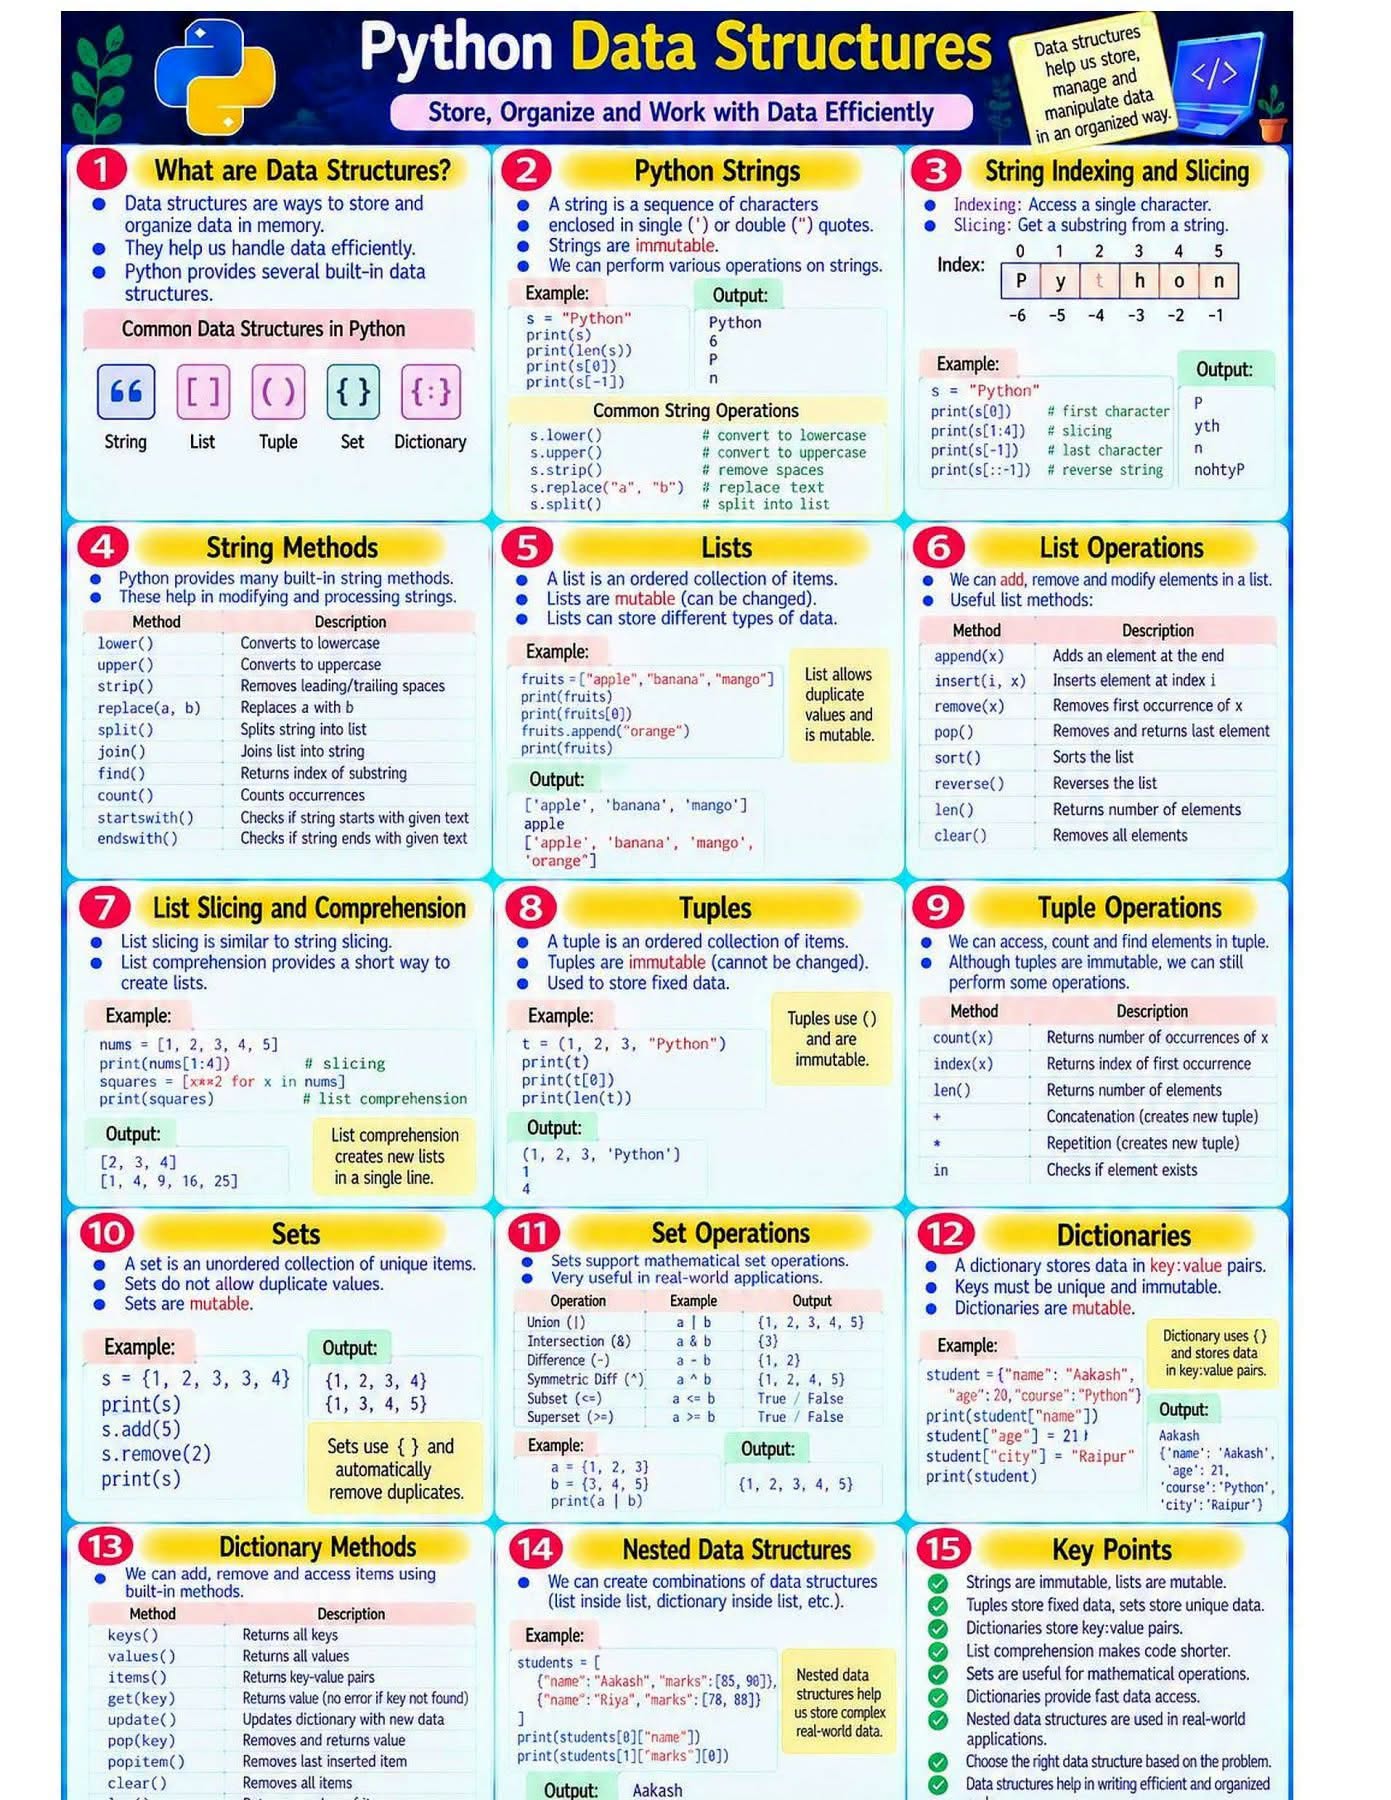 Python Data Structures
Store, Organize and Work with Data Efficiently
Data structures
help us store,
manage and
manipulate data
in an organized way.
</>
1 What are Data Structures?
Data structures are ways to store and
organize data in memory.
They help us handle data efficiently.
Python provides several built-in data
structures.
Common Data Structures in Python
[ ] ( ) { } {:}
String List Tuple Set Dictionary
2 Python Strings
A string is a sequence of characters
enclosed in single (') or double (") quotes.
Strings are immutable.
We can perform various operations on strings.
Example:
s = "Python"
print(s)
print(len(s))
print(s[0])
print(s[-1])
Output:
Python
6
P
n
Common String Operations
s.lower() # convert to lowercase
s.upper() # convert to uppercase
s.strip() # remove spaces
s.replace("a", "b") # replace text
s.split() # split into list
3 String Indexing and Slicing
Indexing: Access a single character.
Slicing: Get a substring from a string.
0 1 2 3 4 5
Index: P y t h o n
-6 -5 -4 -3 -2 -1
Example:
s = "Python"
print(s[0]) # first character
print(s[1:4]) # slicing
print(s[-1]) # last character
print(s[::-1]) # reverse string
Output:
P
yth
n
nohtyP
4 String Methods
Python provides many built-in string methods.
These help in modifying and processing strings.
Method Description
lower() Converts to lowercase
upper() Converts to uppercase
strip() Removes leading/trailing spaces
replace(a, b) Replaces a with b
split() Splits string into list
join() Joins list into string
find() Returns index of substring
count() Counts occurrences
startswith() Checks if string starts with given text
endswith() Checks if string ends with given text
5 Lists
A list is an ordered collection of items.
Lists are mutable (can be changed).
Lists can store different types of data.
Example:
fruits = ["apple", "banana", "mango"]
print(fruits)
print(fruits[0])
fruits.append("orange")
print(fruits)
List allows
duplicate
values and
is mutable.
Output:
['apple', 'banana', 'mango']
apple
['apple', 'banana', 'mango',
'orange"]
6 List Operations
We can add, remove and modify elements in a list.
Useful list methods:
Method Description
append(x) Adds an element at the end
insert(i, x) Inserts element at index i
remove(x) Removes first occurrence of x
pop() Removes and returns last element
sort() Sorts the list
reverse() Reverses the list
len() Returns number of elements
clear() Removes all elements
7 List Slicing and Comprehension
List slicing is similar to string slicing.
List comprehension provides a short way to
create lists.
Example:
nums = [1, 2, 3, 4, 5]
print(nums[1:4]) # slicing
squares = [x**2 for x in nums]
print(squares) # list comprehension
Output:
[2, 3, 4]
[1, 4, 9, 16, 25]
List comprehension
creates new lists
in a single line.
8 Tuples
A tuple is an ordered collection of items.
Tuples are immutable (cannot be changed).
Used to store fixed data.
Example:
t = (1, 2, 3, "Python")
print(t)
print(t[0])
print(len(t))
Tuples use ()
and are
immutable.
Output:
(1, 2, 3, 'Python')
1
4
9 Tuple Operations
We can access, count and find elements in tuple.
Although tuples are immutable, we can still
perform some operations.
Method Description
count(x) Returns number of occurrences of x
index(x) Returns index of first occurrence
len() Returns number of elements
+ Concatenation (creates new tuple)
* Repetition (creates new tuple)
in Checks if element exists
10 Sets
A set is an unordered collection of unique items.
Sets do not allow duplicate values.
Sets are mutable.
Example:
s = {1, 2, 3, 3, 4}
print(s)
s.add(5)
s.remove(2)
print(s)
Output:
{1, 2, 3, 4}
{1, 3, 4, 5}
Sets use { } and
automatically
remove duplicates.
11 Set Operations
Sets support mathematical set operations.
Very useful in real-world applications.
Operation Example Output
Union (|) a | b {1, 2, 3, 4, 5}
Intersection (&) a & b {3}
Difference (-) a - b {1, 2}
Symmetric Diff (^) a ^ b {1, 2, 4, 5}
Subset (<=) a <= b True / False
Superset (>=) a >= b True / False
Example:
a = {1, 2, 3}
b = {3, 4, 5}
print(a | b)
Output:
{1, 2, 3, 4, 5}
12 Dictionaries
A dictionary stores data in key:value pairs.
Keys must be unique and immutable.
Dictionaries are mutable.
Example:
student = {"name": "Aakash",
"age": 20, "course": "Python"}
print(student["name"])
student["age"] = 21
student["city"] = "Raipur"
print(student)
Dictionary uses {}
and stores data
in key:value pairs.
Output:
Aakash
{'name': 'Aakash',
'age': 21,
'course':'Python',
'city':'Raipur'}
13 Dictionary Methods
We can add, remove and access items using
built-in methods.
Method Description
keys() Returns all keys
values() Returns all values
items() Returns key-value pairs
get(key) Returns value (no error if key not found)
update() Updates dictionary with new data
pop(key) Removes and returns value
popitem() Removes last inserted item
clear() Removes all items
14 Nested Data Structures
We can create combinations of data structures
(list inside list, dictionary inside list, etc.).
Example:
students = [
{"name": "Aakash", "marks":[85, 90]},
{"name": "Riya", "marks": [78, 88]}
]
print(students[0]["name"])
print(students[1]["marks"][0])
Nested data
structures help
us store complex
real-world data.
Output: Aakash
15 Key Points
Strings are immutable, lists are mutable.
Tuples store fixed data, sets store unique data.
Dictionaries store key:value pairs.
List comprehension makes code shorter.
Sets are useful for mathematical operations.
Dictionaries provide fast data access.
Nested data structures are used in real-world
applications.
Choose the right data structure based on the problem.
Data structures help in writing efficient and organized